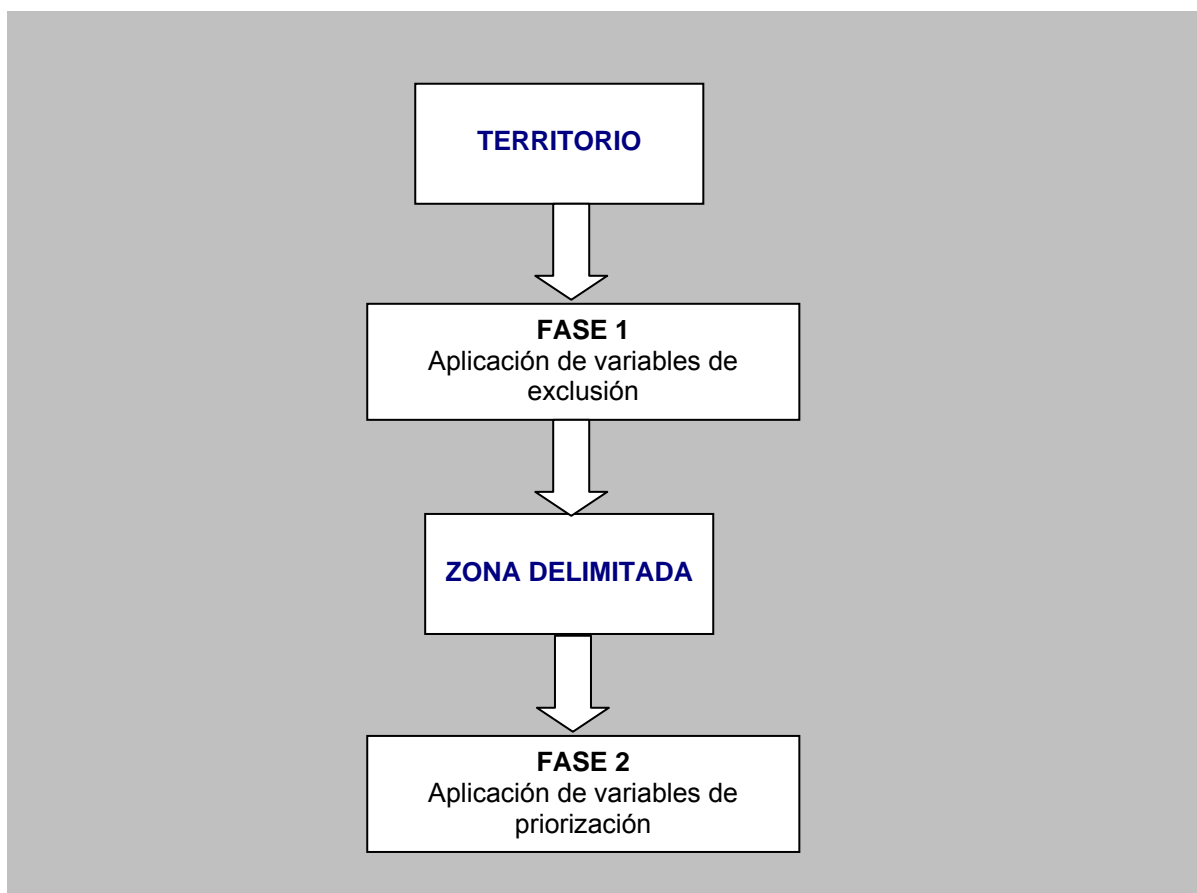 TERRITORIO
FASE 1
Aplicación de variables de
exclusión
ZONA DELIMITADA
FASE 2
Aplicación de variables de
priorización